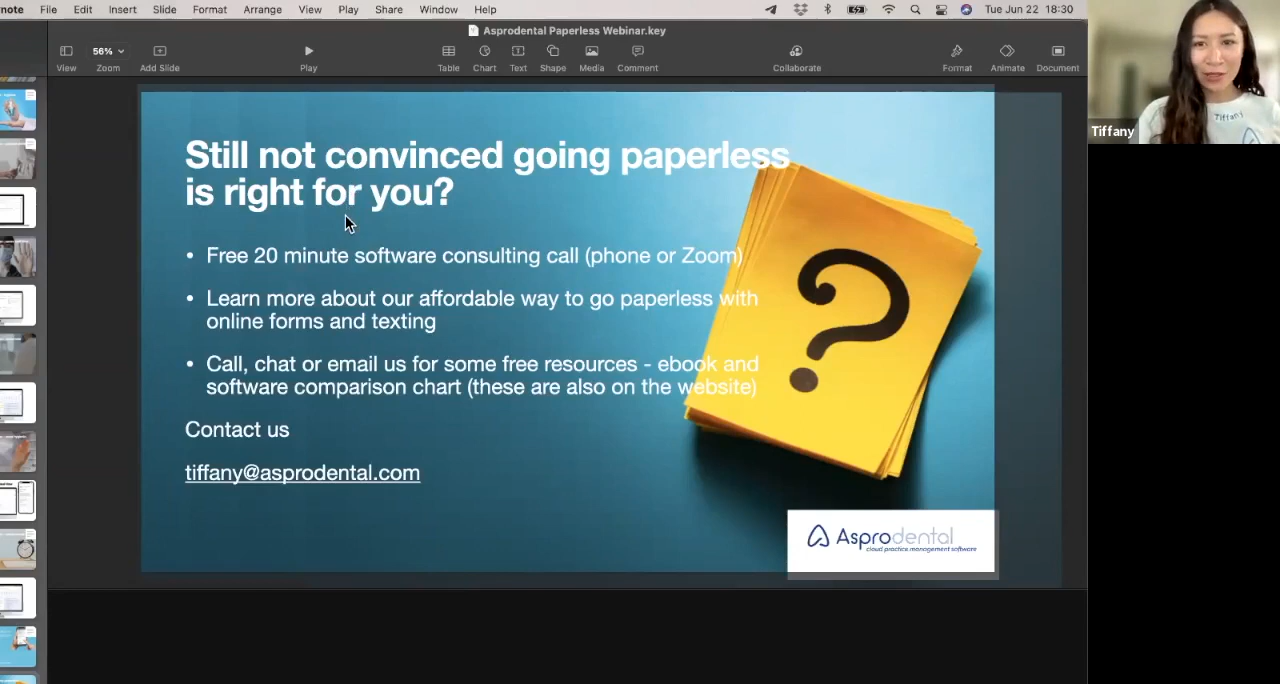 note File Edit Insert Slide Format Arrange View Play Share Window Help Tue Jun 22 18:30
Asprodental Paperless Webinar.key
56%
View Zoom Add Slide Play Table Chart Text Shape Media Comment Collaborate Format Animate Document
Tiffany
Tiffany
Still not convinced going paperless
is right for you?
• Free 20 minute software consulting call (phone or Zoom)
• Learn more about our affordable way to go paperless with
online forms and texting
• Call, chat or email us for some free resources - ebook and
software comparison chart (these are also on the website)
Contact us
tiffany@asprodental.com
?
Asprodental
cloud practice management software